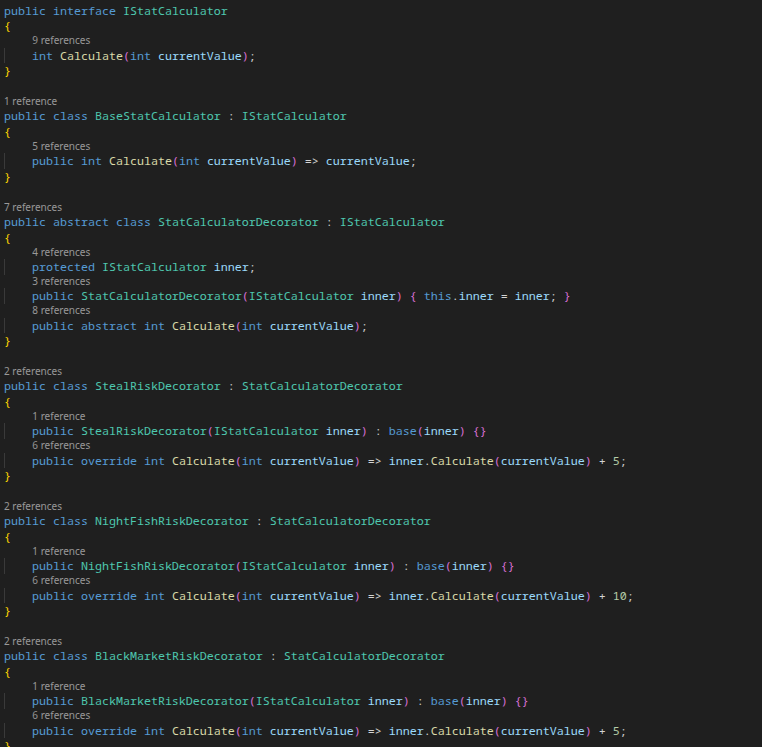 public interface IStatCalculator
{
9 references
int Calculate(int currentValue);
}
1 reference
public class BaseStatCalculator : IStatCalculator
{
5 references
public int Calculate(int currentValue) => currentValue;
}
7 references
public abstract class StatCalculatorDecorator : IStatCalculator
{
4 references
protected IStatCalculator inner;
3 references
public StatCalculatorDecorator(IStatCalculator inner) { this.inner = inner; }
8 references
public abstract int Calculate(int currentValue);
}
2 references
public class StealRiskDecorator : StatCalculatorDecorator
{
1 reference
public StealRiskDecorator(IStatCalculator inner) : base(inner) {}
6 references
public override int Calculate(int currentValue) => inner.Calculate(currentValue) + 5;
}
2 references
public class NightFishRiskDecorator : StatCalculatorDecorator
{
1 reference
public NightFishRiskDecorator(IStatCalculator inner) : base(inner) {}
6 references
public override int Calculate(int currentValue) => inner.Calculate(currentValue) + 10;
}
2 references
public class BlackMarketRiskDecorator : StatCalculatorDecorator
{
1 reference
public BlackMarketRiskDecorator(IStatCalculator inner) : base(inner) {}
6 references
public override int Calculate(int currentValue) => inner.Calculate(currentValue) + 5;
}